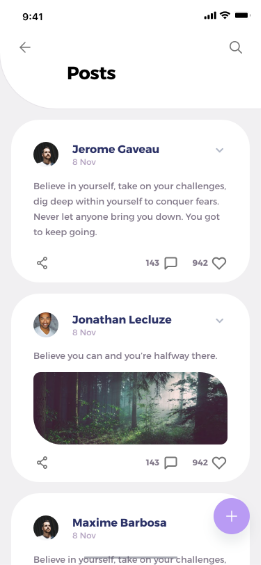 9:41
Posts
Jerome Gaveau
8 Nov
Believe in yourself, take on your challenges,
dig deep within yourself to conquer fears.
Never let anyone bring you down. You got
to keep going.
143 942
Jonathan Lecluze
8 Nov
Believe you can and you're halfway there.
143 942
Maxime Barbosa
8 Nov
Believe in yourself, take on your challenges,